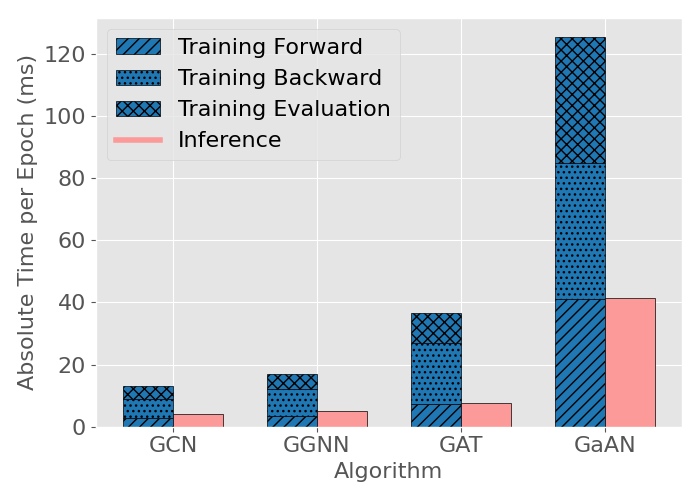 Training Forward
Training Backward
Training Evaluation
Inference
Absolute Time per Epoch (ms)
120
100
80
60
40
20
0
GCN GGNN GAT GaAN
Algorithm